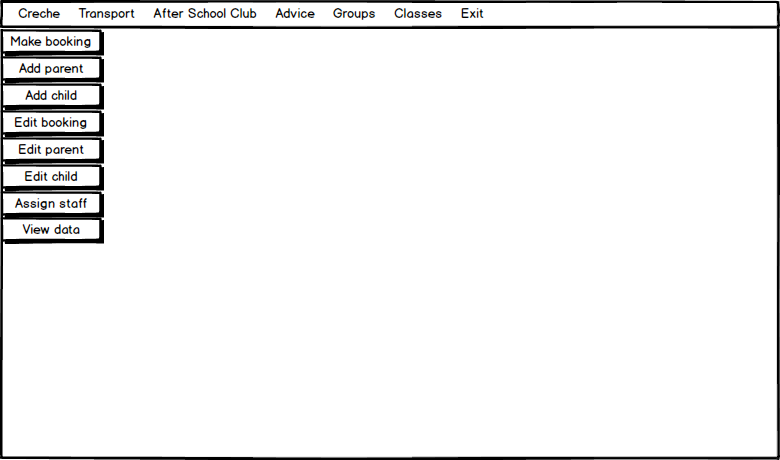 Creche Transport After School Club Advice Groups Classes Exit
Make booking
Add parent
Add child
Edit booking
Edit parent
Edit child
Assign staff
View data